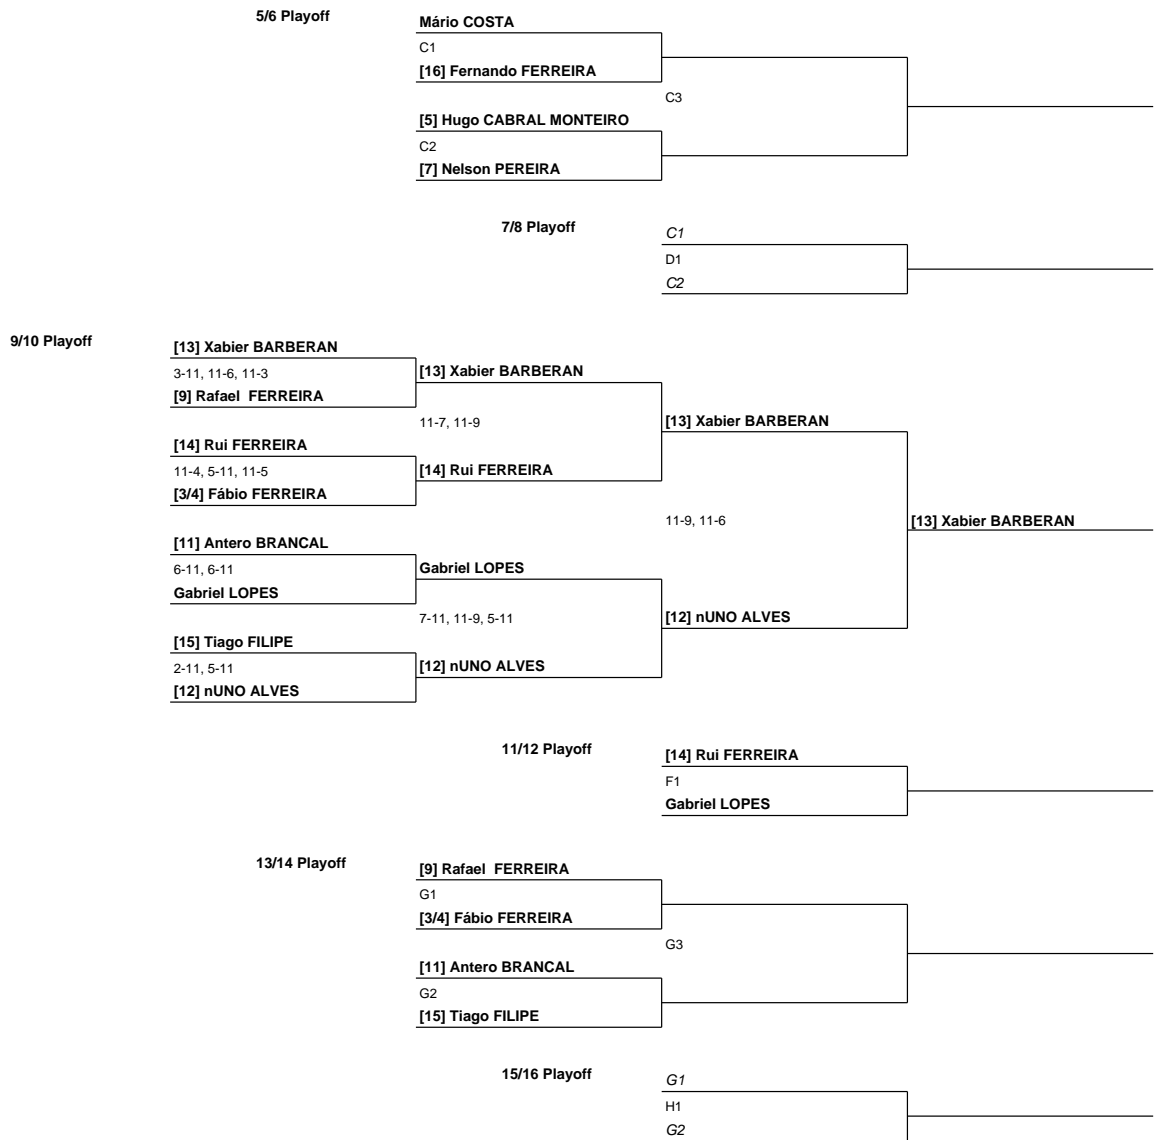 5/6 Playoff
Mário COSTA
C1
[16] Fernando FERREIRA
C3
[5] Hugo CABRAL MONTEIRO
C2
[7] Nelson PEREIRA
7/8 Playoff
C1
D1
C2
9/10 Playoff
[13] Xabier BARBERAN
3-11, 11-6, 11-3
[13] Xabier BARBERAN
[9] Rafael  FERREIRA
11-7, 11-9
[13] Xabier BARBERAN
[14] Rui FERREIRA
11-4, 5-11, 11-5
[14] Rui FERREIRA
[3/4] Fábio FERREIRA
11-9, 11-6
[13] Xabier BARBERAN
[11] Antero BRANCAL
6-11, 6-11
Gabriel LOPES
Gabriel LOPES
7-11, 11-9, 5-11
[12] nUNO ALVES
[15] Tiago FILIPE
2-11, 5-11
[12] nUNO ALVES
[12] nUNO ALVES
11/12 Playoff
[14] Rui FERREIRA
F1
Gabriel LOPES
13/14 Playoff
[9] Rafael  FERREIRA
G1
[3/4] Fábio FERREIRA
G3
[11] Antero BRANCAL
G2
[15] Tiago FILIPE
15/16 Playoff
G1
H1
G2